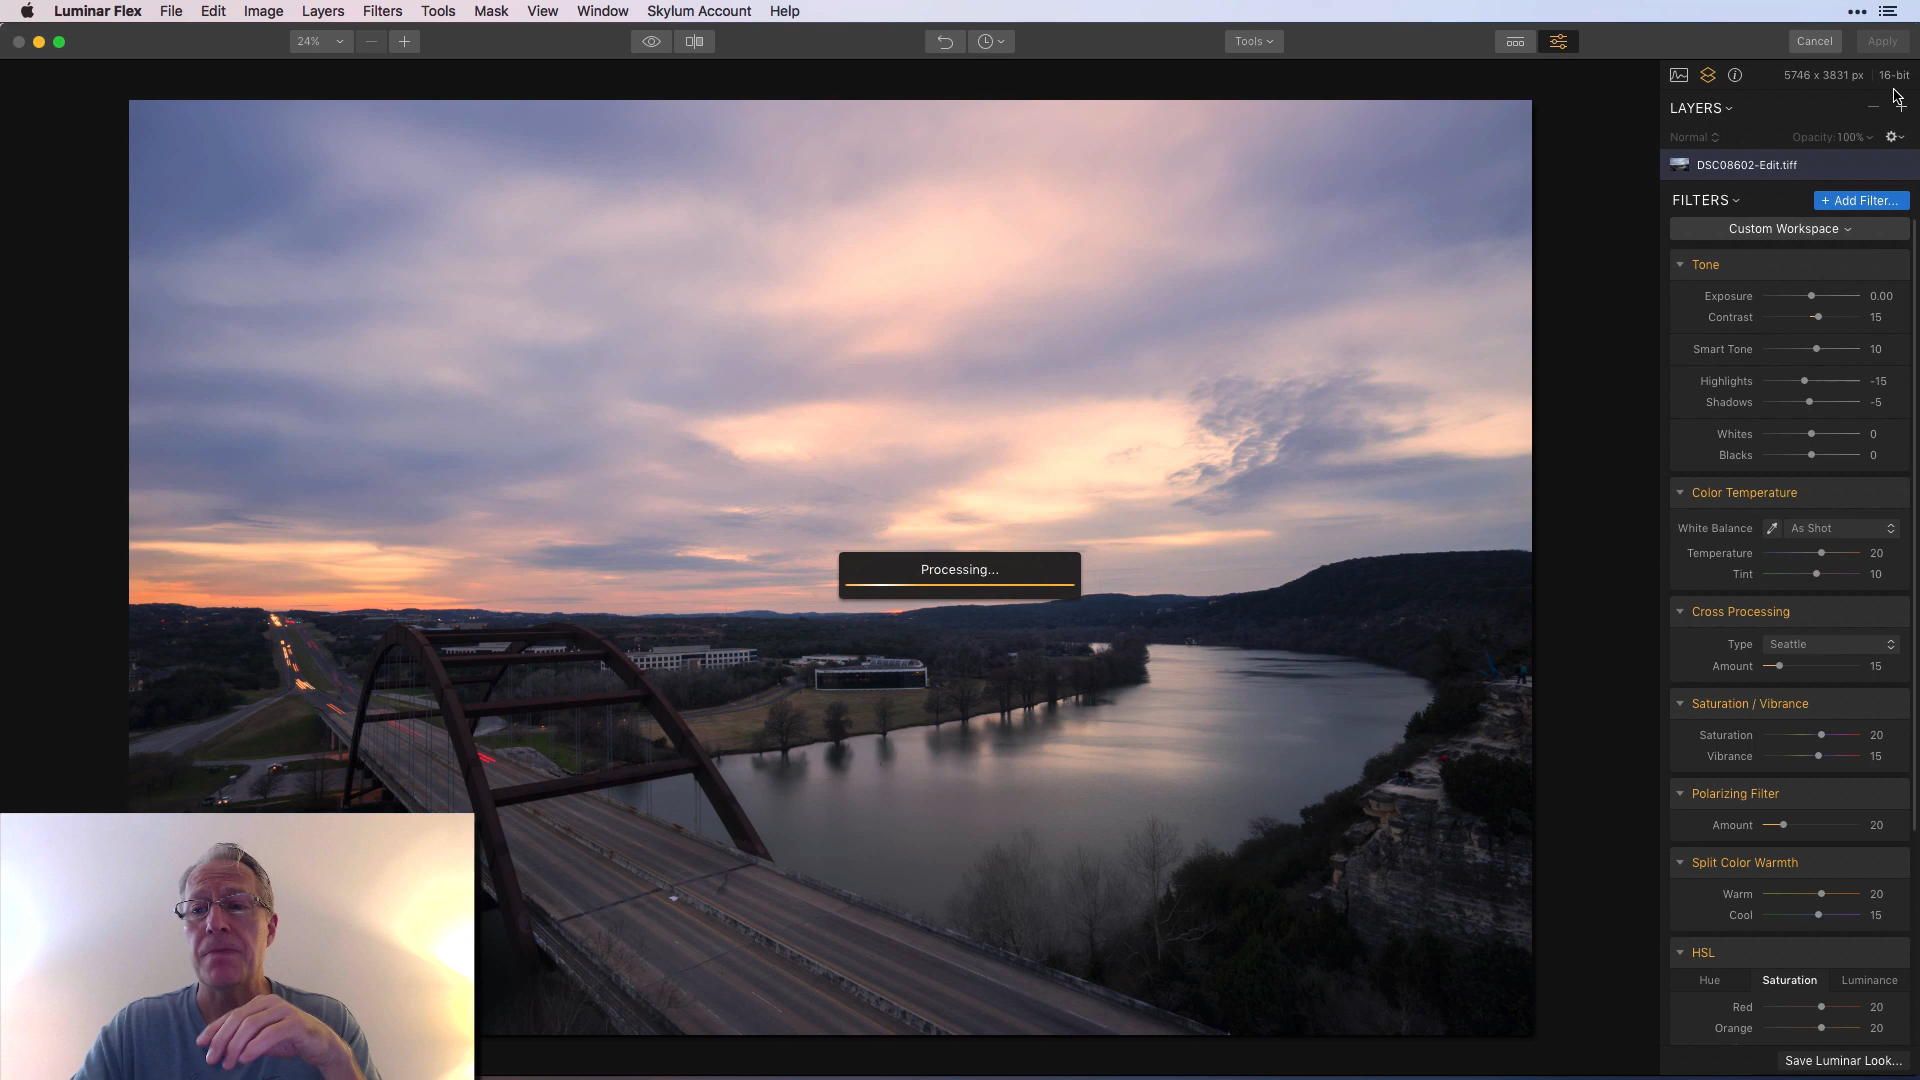 Luminar Flex File Edit Image Layers Filters Tools Mask View Window Skylum Account Help
24% Tools Cancel Apply
5746 x 3831 px 16-bit
LAYERS
Normal Opacity: 100%
DSC08602-Edit.tiff
FILTERS + Add Filter...
Custom Workspace
Tone
Exposure 0.00
Contrast 15
Smart Tone 10
Highlights -15
Shadows -5
Whites 0
Blacks 0
Color Temperature
White Balance As Shot
Temperature 20
Tint 10
Processing...
Cross Processing
Type Seattle
Amount 15
Saturation / Vibrance
Saturation 20
Vibrance 15
Polarizing Filter
Amount 20
Split Color Warmth
Warm 20
Cool 15
HSL
Hue Saturation Luminance
Red 20
Orange 20
Save Luminar Look...